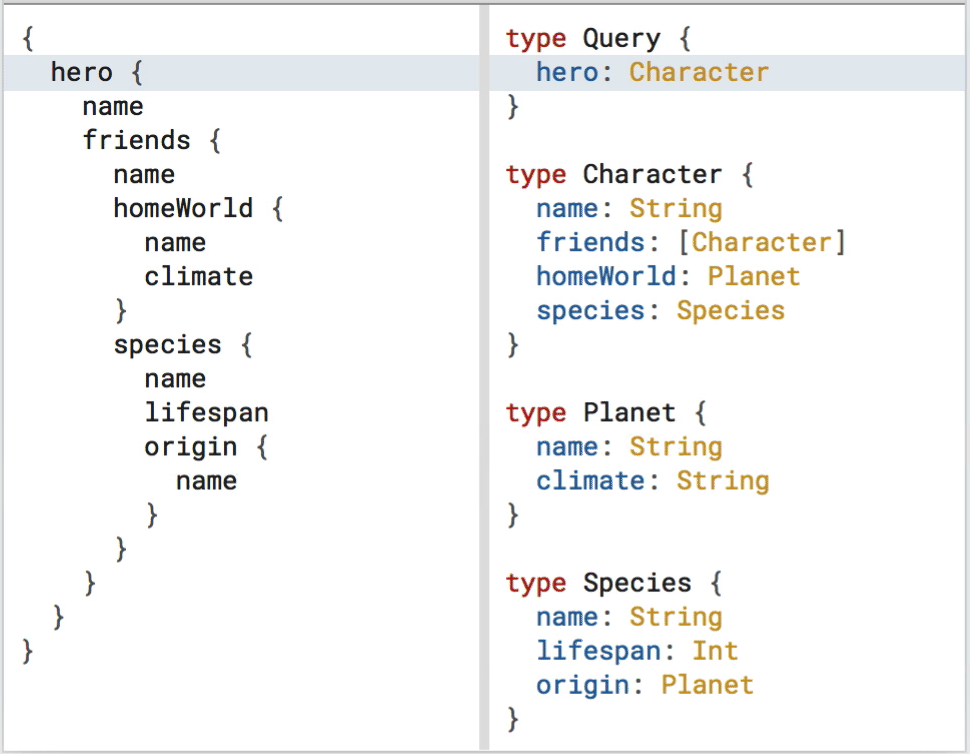 {
  hero {
    name
    friends {
      name
      homeWorld {
        name
        climate
      }
      species {
        name
        lifespan
        origin {
          name
        }
      }
    }
  }
}
type Query {
  hero: Character
}

type Character {
  name: String
  friends: [Character]
  homeWorld: Planet
  species: Species
}

type Planet {
  name: String
  climate: String
}

type Species {
  name: String
  lifespan: Int
  origin: Planet
}